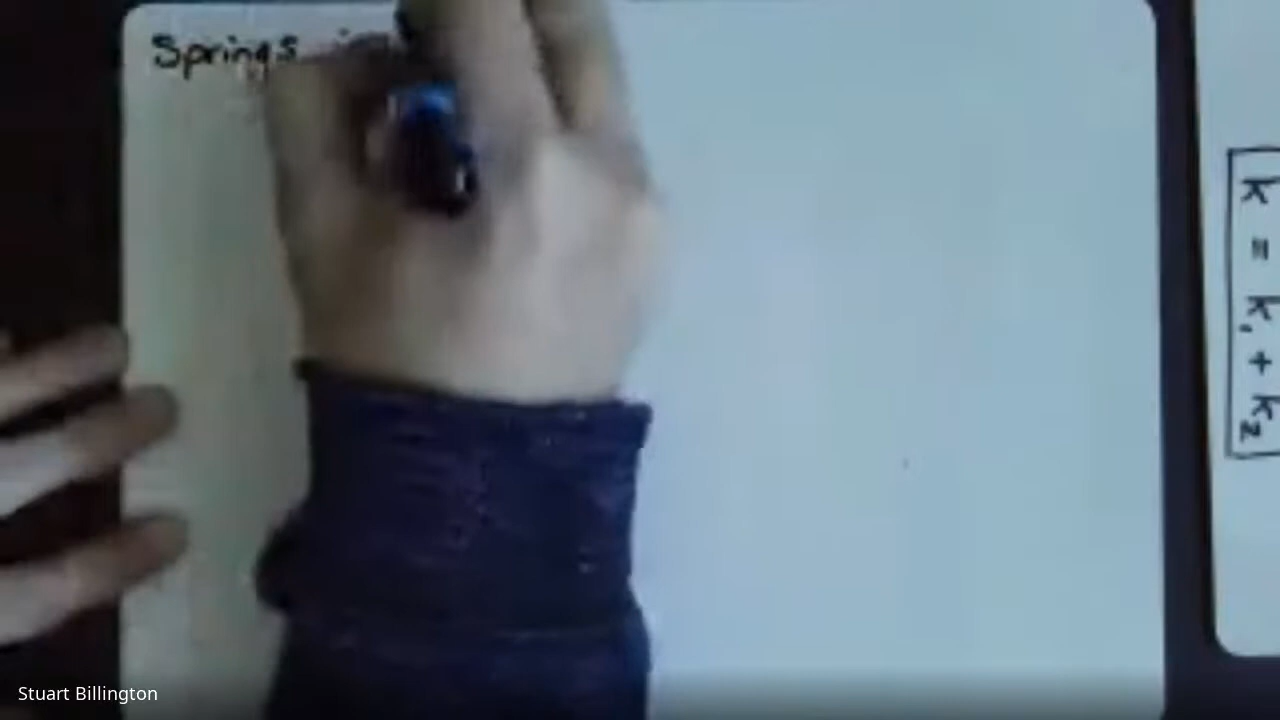 Springs
k = k₁ + k₂
Stuart Billington